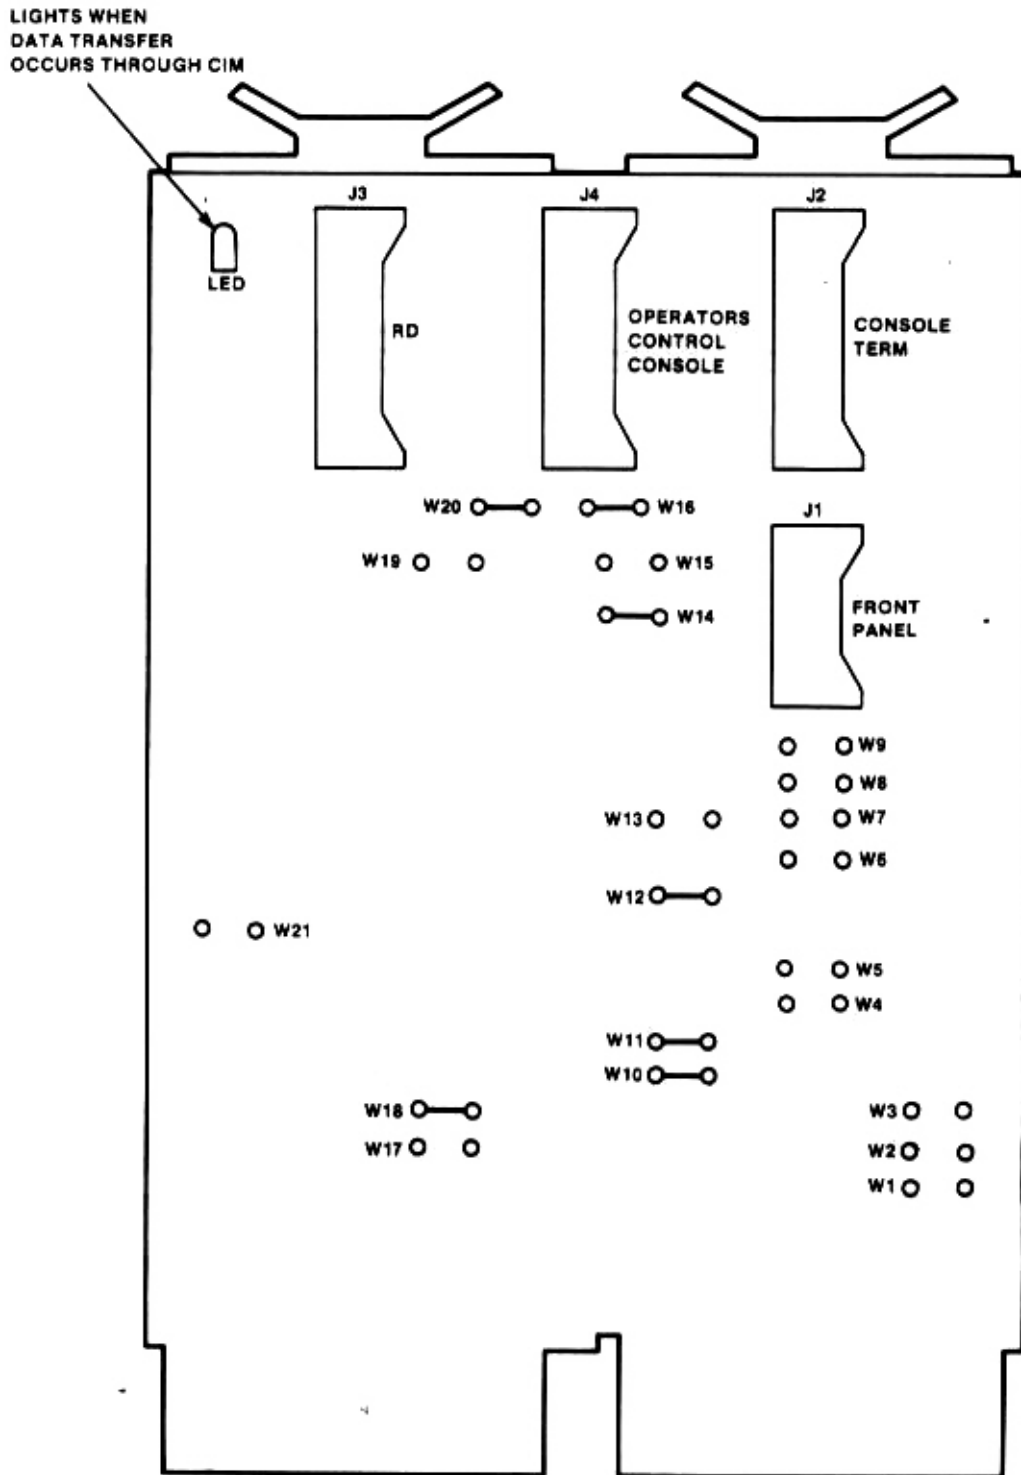 LIGHTS WHEN
DATA TRANSFER
OCCURS THROUGH CIM
J3
J4
J2
LED
RD
OPERATORS
CONTROL
CONSOLE
CONSOLE
TERM
W20
W16
J1
W19
W15
W14
FRONT
PANEL
W9
W8
W13
W7
W6
W12
W21
W5
W4
W11
W10
W18
W3
W17
W2
W1